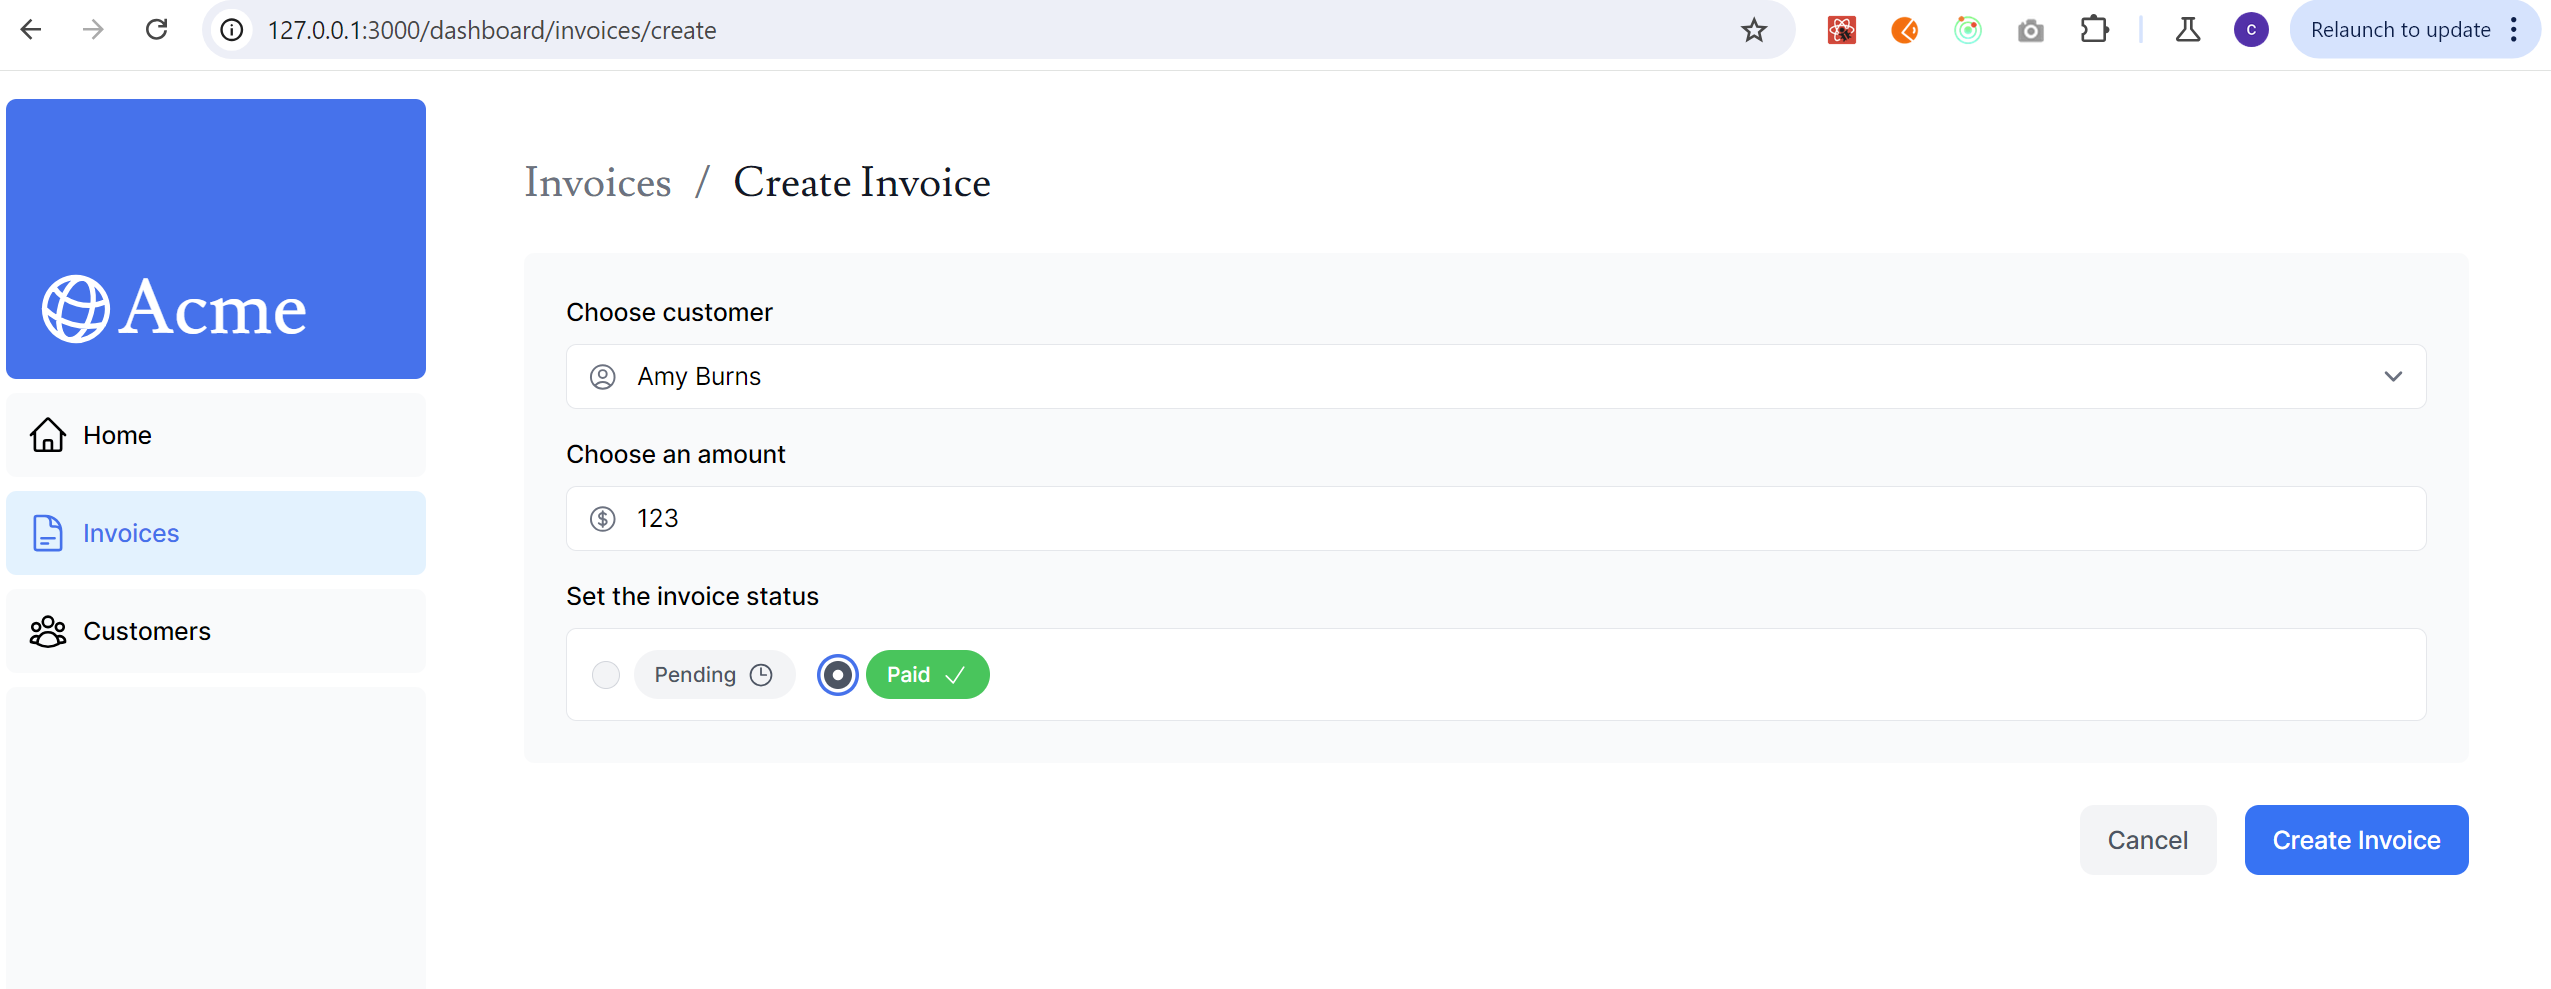 127.0.0.1:3000/dashboard/invoices/create
C
Relaunch to update
Acme
Home
Invoices
Customers
Invoices / Create Invoice
Choose customer
Amy Burns
Choose an amount
$ 123
Set the invoice status
Pending
Paid
Cancel
Create Invoice